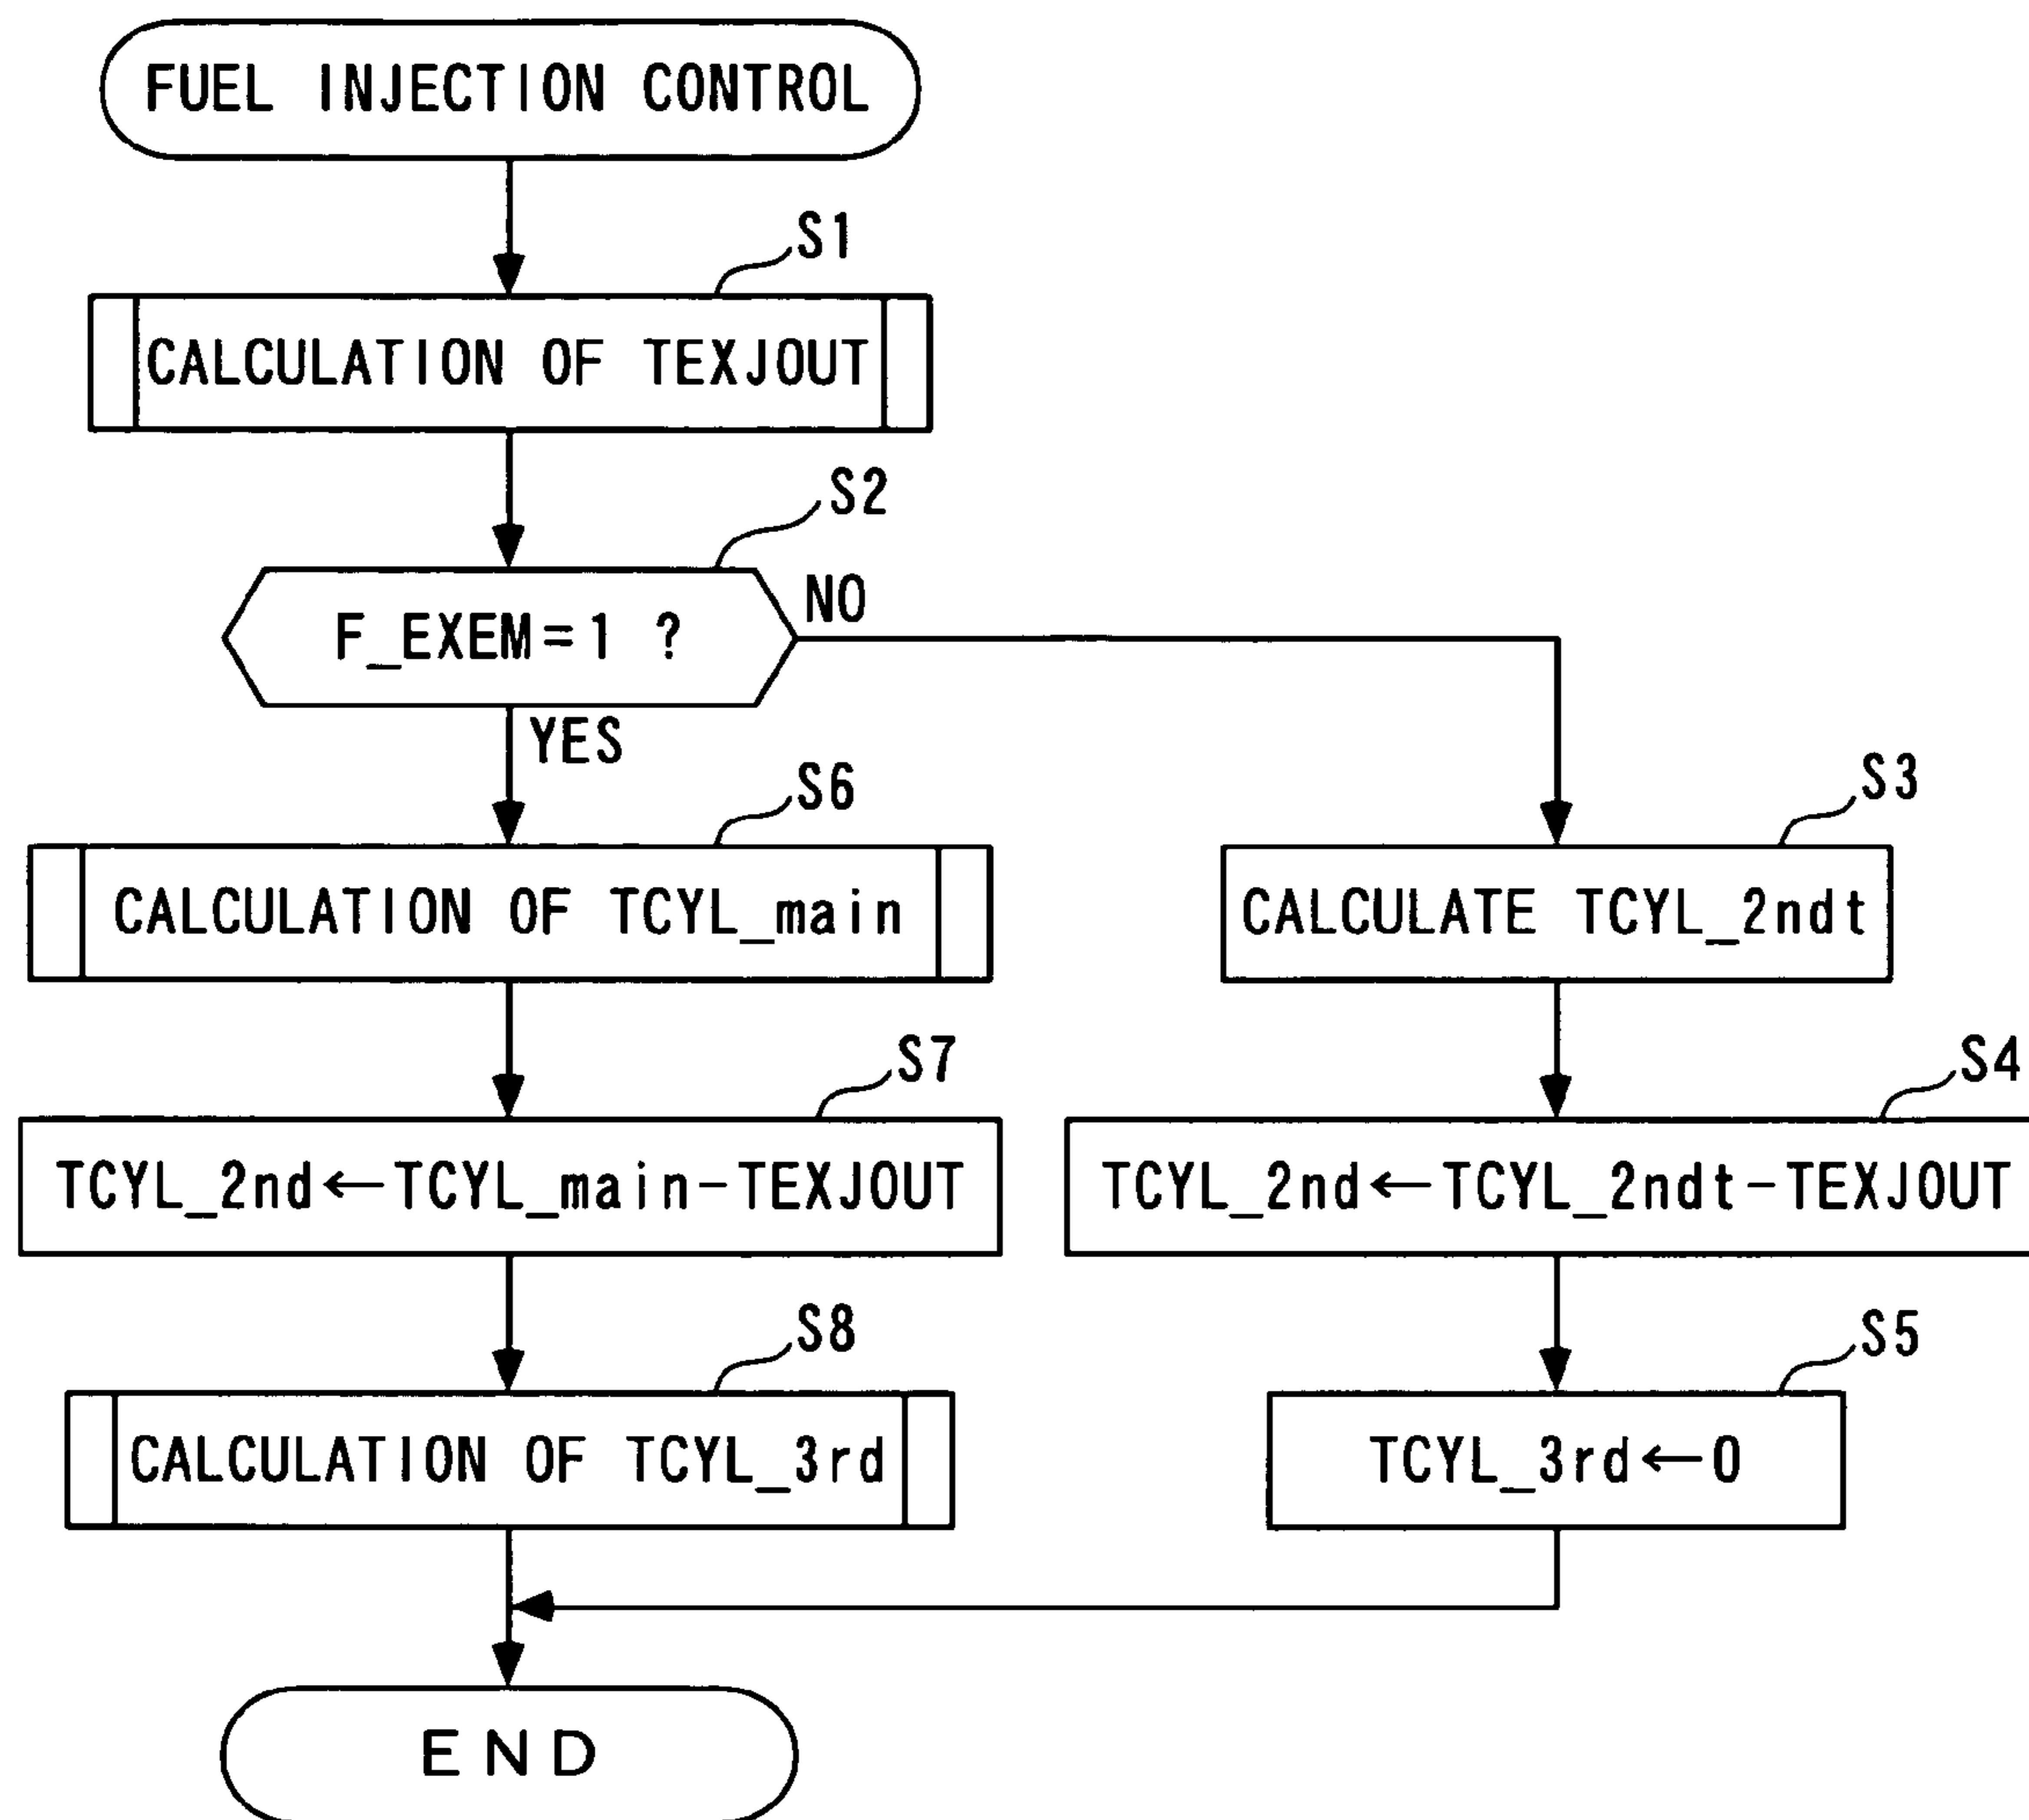 FUEL INJECTION CONTROL
S1
CALCULATION OF TEXJOUT
S2
F_EXEM=1 ?
NO
YES
S6
CALCULATION OF TCYL_main
S3
CALCULATE TCYL_2ndt
S7
TCYL_2nd←TCYL_main-TEXJOUT
S4
TCYL_2nd←TCYL_2ndt-TEXJOUT
S8
CALCULATION OF TCYL_3rd
S5
TCYL_3rd←0
END